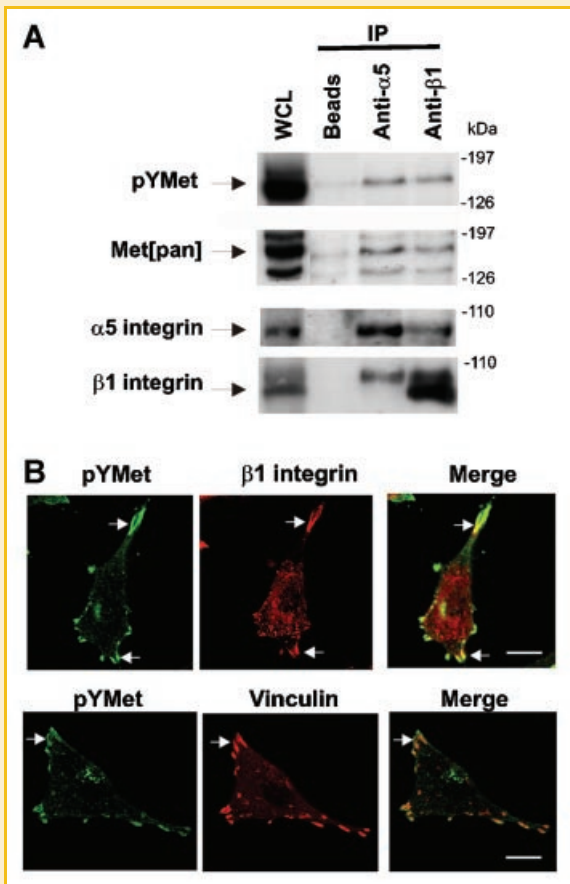 A
IP
WCL
Beads
Anti-α5
Anti-β1
kDa
pYMet
-197
-126
Met[pan]
-197
-126
α5 integrin
-110
β1 integrin
-110
B
pYMet β1 integrin Merge
pYMet Vinculin Merge